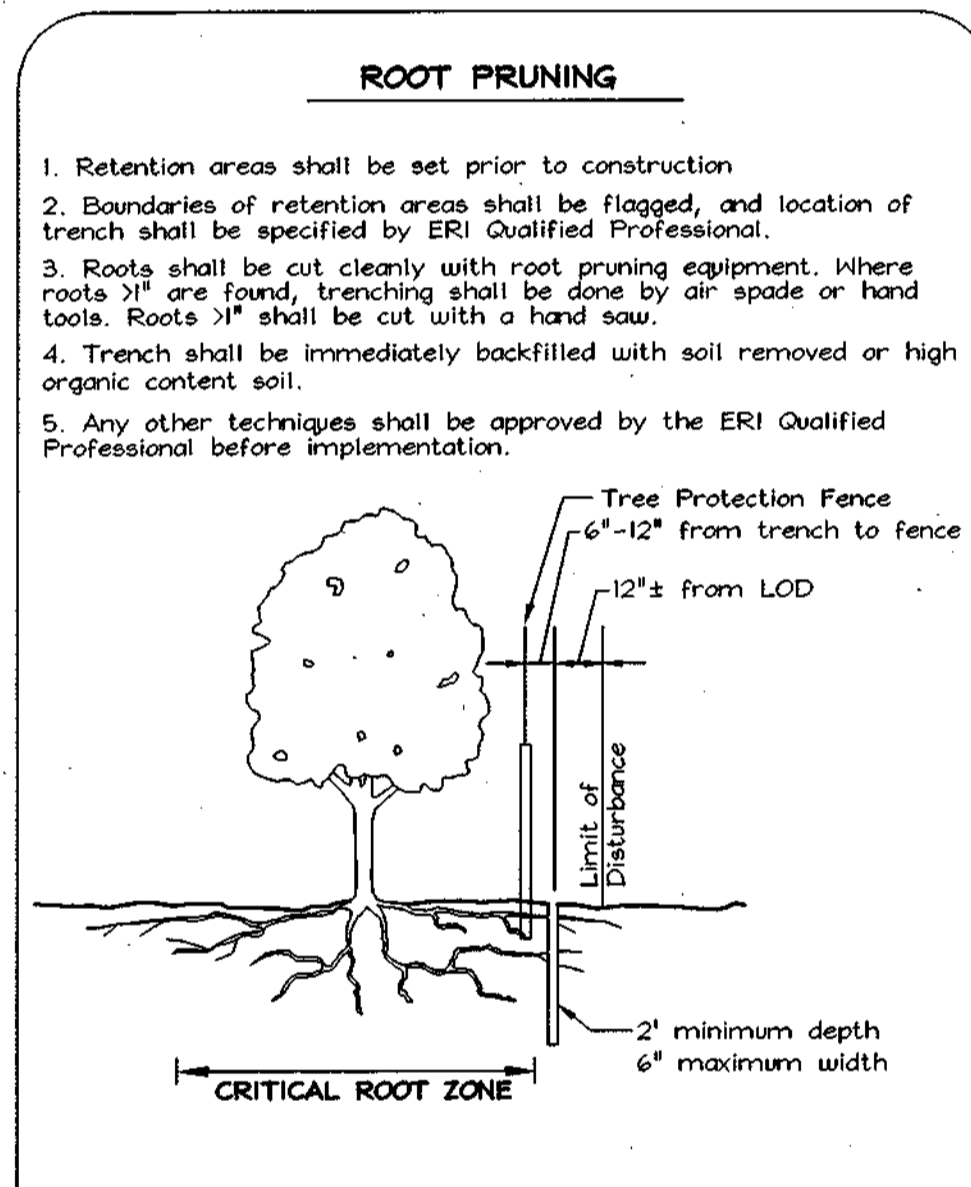 ROOT PRUNING
1. Retention areas shall be set prior to construction
2. Boundaries of retention areas shall be flagged, and location of
trench shall be specified by ERI Qualified Professional.
3. Roots shall be cut cleanly with root pruning equipment. Where
roots >1" are found, trenching shall be done by air spade or hand
tools. Roots >1" shall be cut with a hand saw.
4. Trench shall be immediately backfilled with soil removed or high
organic content soil.
5. Any other techniques shall be approved by the ERI Qualified
Professional before implementation.
Tree Protection Fence
6"-12" from trench to fence
12"± from LOD
Limit of
Disturbance
2' minimum depth
6" maximum width
CRITICAL ROOT ZONE